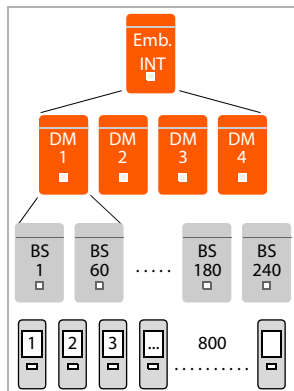 Emb.
INT
DM DM DM DM
1 2 3 4
BS BS BS BS
1 60 ..... 180 240
1 2 3 ... 800
..........